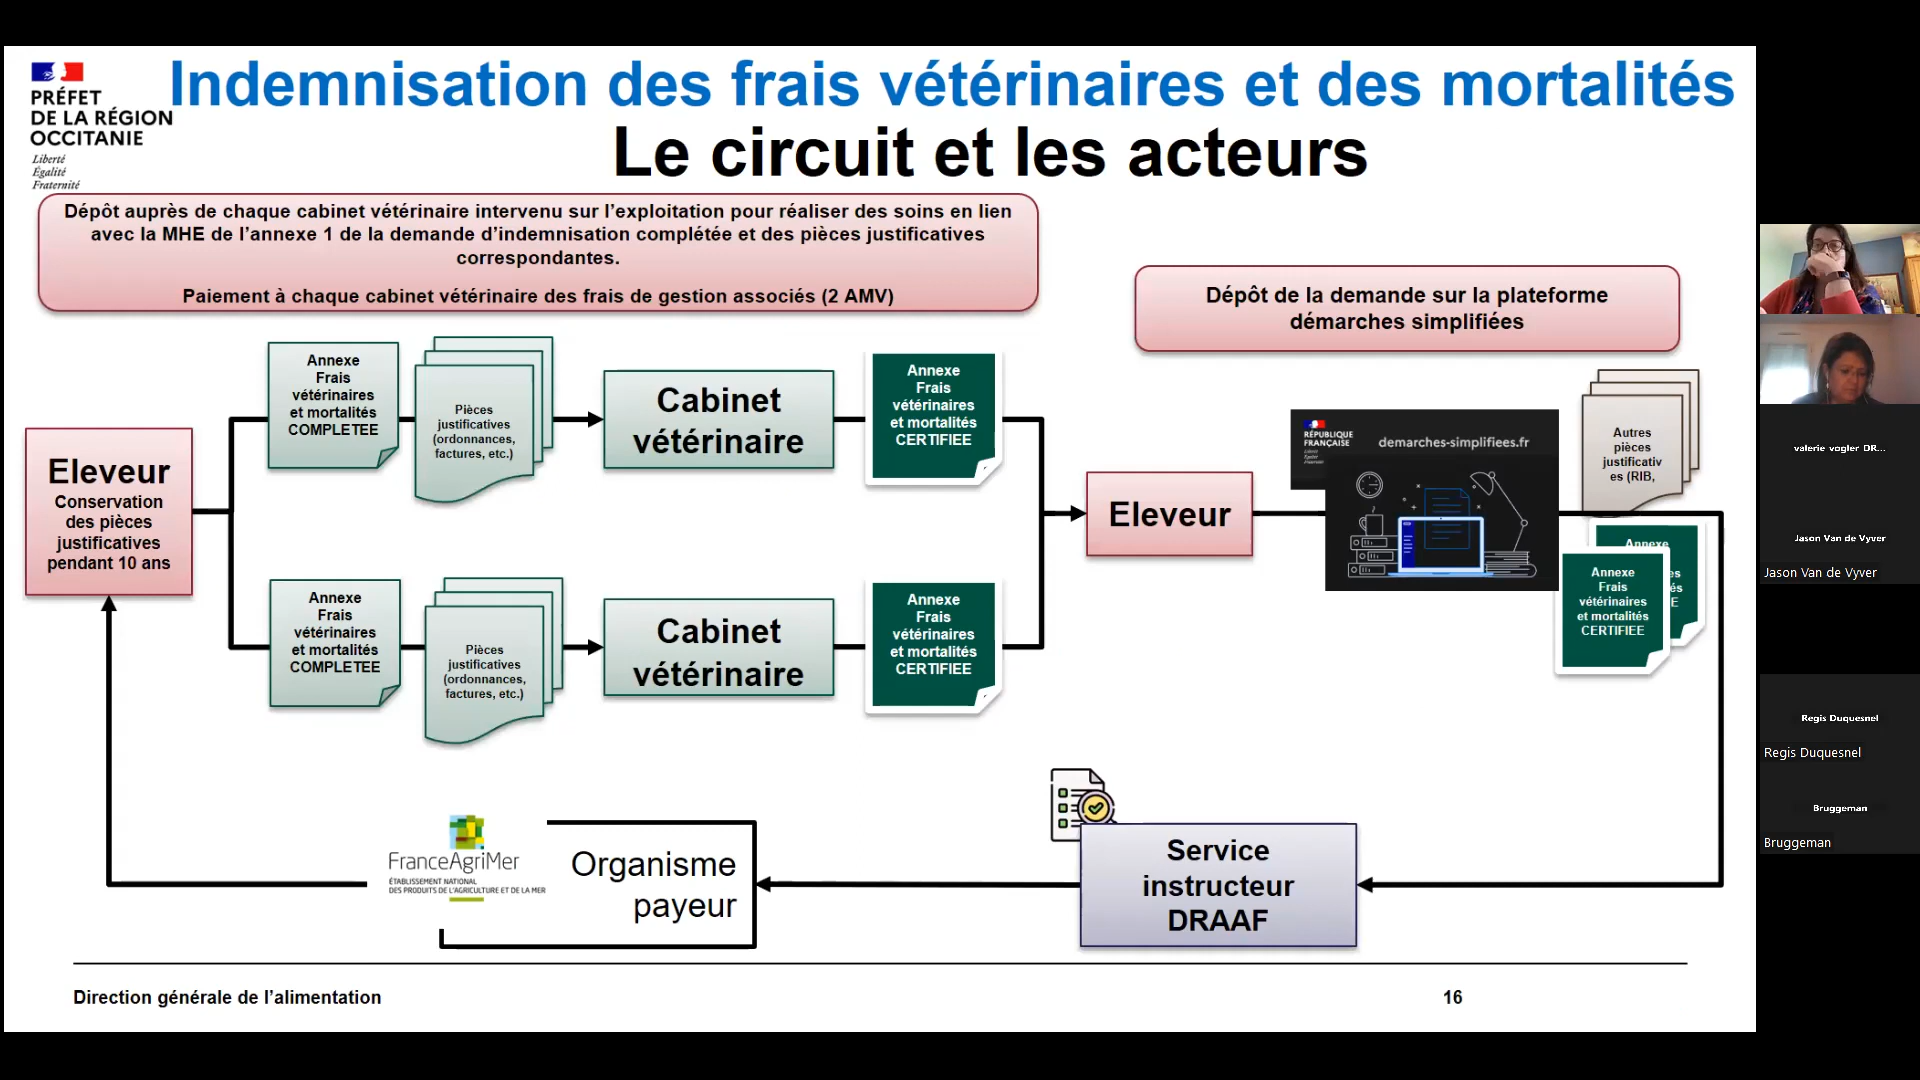 Indemnisation des frais vétérinaires et des mortalités
Le circuit et les acteurs
PRÉFET
DE LA RÉGION
OCCITANIE
Liberté
Égalité
Fraternité
Dépôt auprès de chaque cabinet vétérinaire intervenu sur l’exploitation pour réaliser des soins en lien
avec la MHE de l’annexe 1 de la demande d’indemnisation complétée et des pièces justificatives
correspondantes.
Paiement à chaque cabinet vétérinaire des frais de gestion associés (2 AMV)
Dépôt de la demande sur la plateforme
démarches simplifiées
Eleveur
Conservation
des pièces
justificatives
pendant 10 ans
Annexe
Frais
vétérinaires
et mortalités
COMPLETEE
Pièces
justificatives
(ordonnances,
factures, etc.)
Cabinet
vétérinaire
Annexe
Frais
vétérinaires
et mortalités
CERTIFIEE
Annexe
Frais
vétérinaires
et mortalités
COMPLETEE
Pièces
justificatives
(ordonnances,
factures, etc.)
Cabinet
vétérinaire
Annexe
Frais
vétérinaires
et mortalités
CERTIFIEE
Eleveur
RÉPUBLIQUE
FRANÇAISE
demarches-simplifiees.fr
Autres
pièces
justificativ
es (RIB,
Annexe
es
és
E
Annexe
Frais
vétérinaires
et mortalités
CERTIFIEE
Service
instructeur
DRAAF
Organisme
payeur
FranceAgriMer
ÉTABLISSEMENT NATIONAL
DES PRODUITS DE L'AGRICULTURE ET DE LA MER
Direction générale de l’alimentation
16
valerie vogler DR...
Jason Van de Vyver
Jason Van de Vyver
Regis Duquesnel
Regis Duquesnel
Bruggeman
Bruggeman